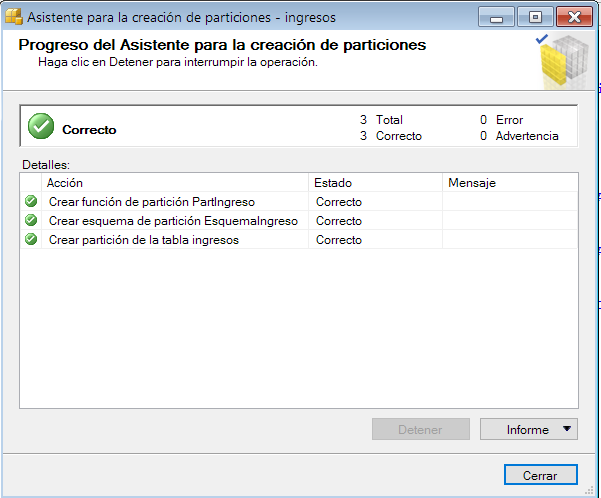 Asistente para la creación de particiones - ingresos
Progreso del Asistente para la creación de particiones
Haga clic en Detener para interrumpir la operación.
Correcto
3 Total 0 Error
3 Correcto 0 Advertencia
Detalles:
Acción Estado Mensaje
Crear función de partición PartIngreso Correcto
Crear esquema de partición EsquemaIngreso Correcto
Crear partición de la tabla ingresos Correcto
Detener Informe
Cerrar